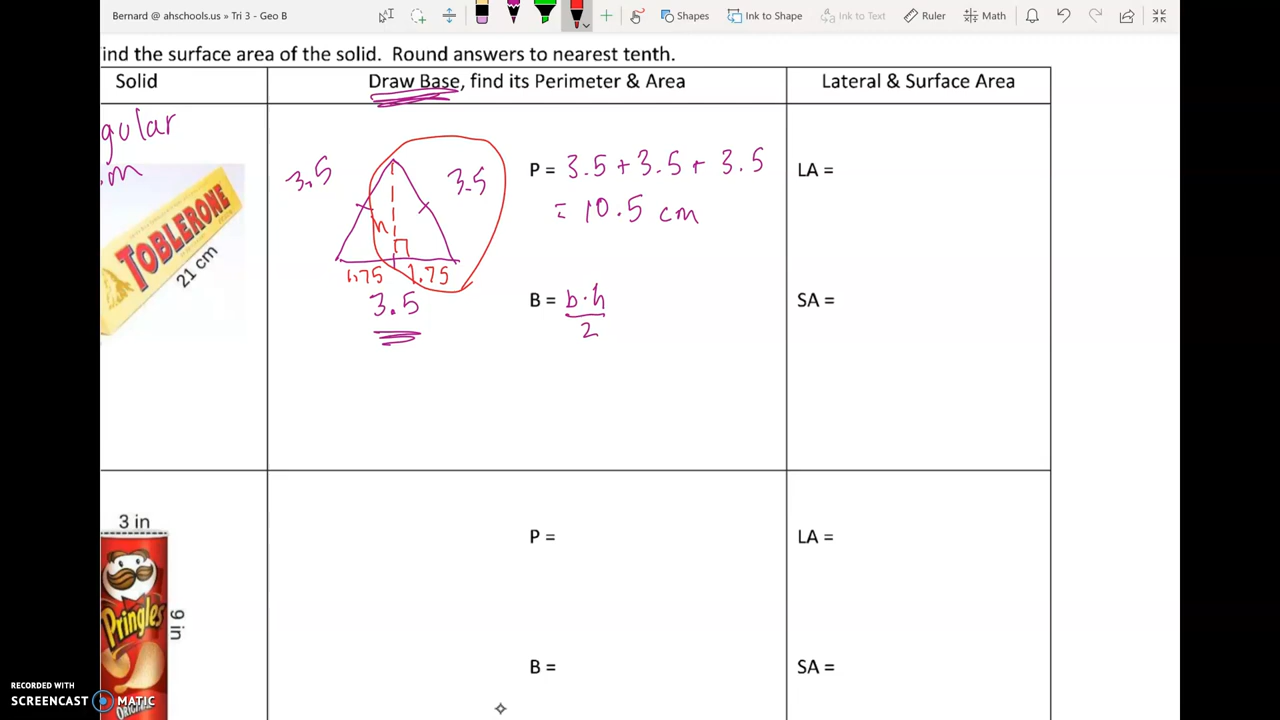 Bernard @ ahschools.us » Tri 3 - Geo B
Shapes
Ink to Shape
Ink to Text
Ruler
Math
ind the surface area of the solid. Round answers to nearest tenth.
Solid
Draw Base, find its Perimeter & Area
Lateral & Surface Area
gular
.m
TOBLERONE
21 cm
3.5
3.5
h
1.75
1.75
3.5
P = 3.5 + 3.5 + 3.5
= 10.5 cm
B = b·h
2
LA =
SA =
3 in
Pringles
ORIGINAL
9 in
P =
B =
LA =
SA =
RECORDED WITH
SCREENCAST MATIC